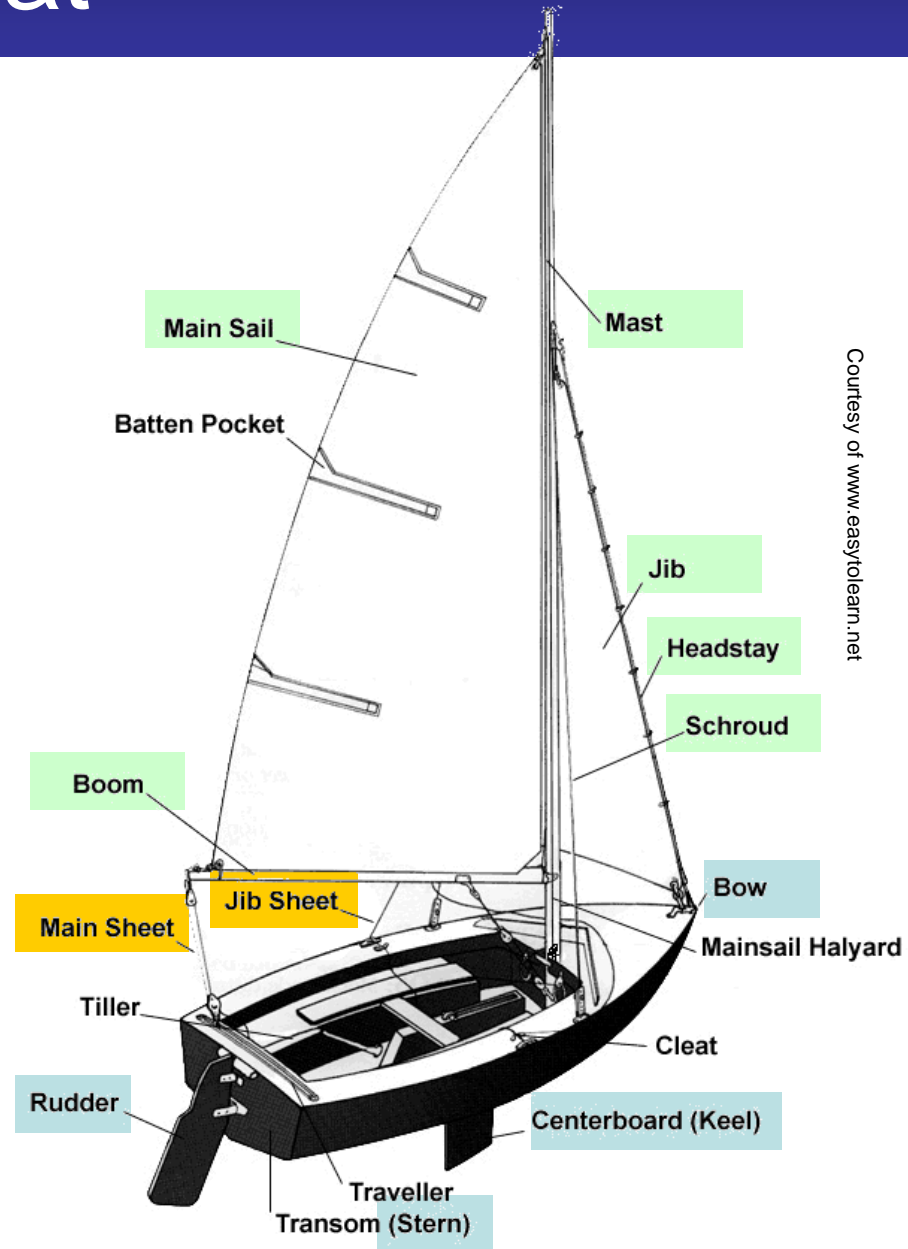 Main Sail
Mast
Batten Pocket
Courtesy of www.easytolearn.net
Jib
Headstay
Schroud
Boom
Bow
Jib Sheet
Main Sheet
Mainsail Halyard
Tiller
Cleat
Rudder
Centerboard (Keel)
Traveller
Transom (Stern)